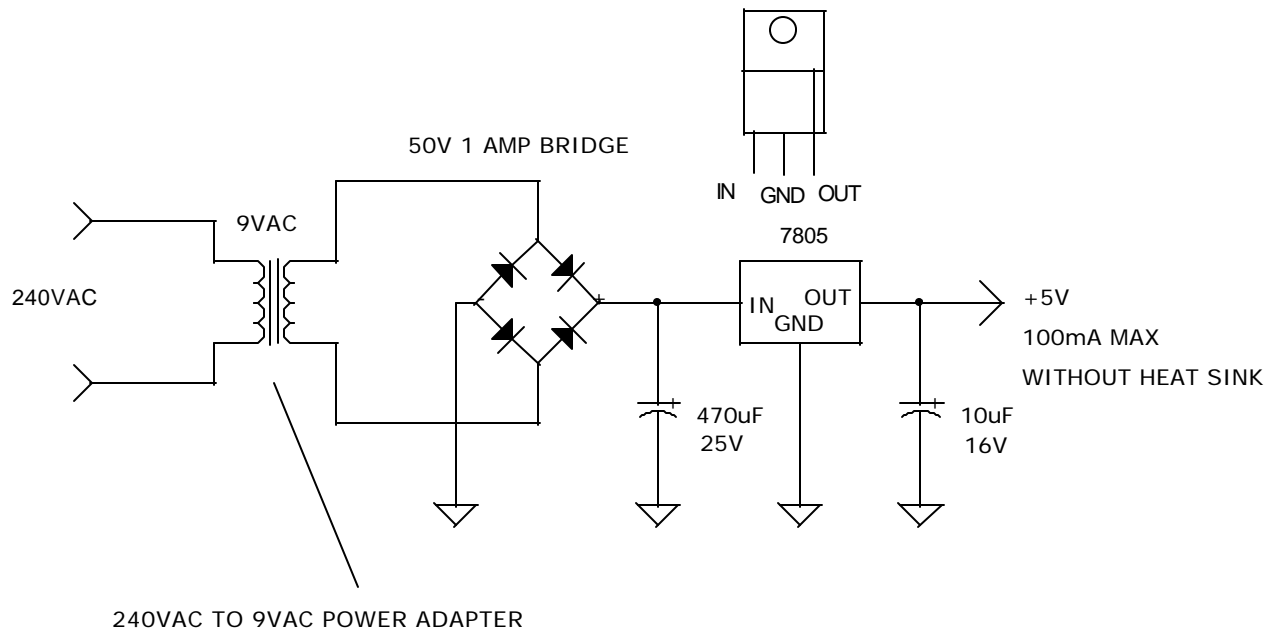 50V 1 AMP BRIDGE
IN GND OUT
7805
9VAC
240VAC
- +
IN OUT
GND
+5V
100mA MAX
WITHOUT HEAT SINK
+
470uF
25V
+
10uF
16V
240VAC TO 9VAC POWER ADAPTER